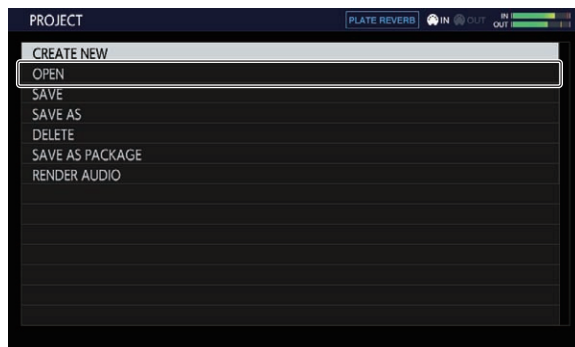 PROJECT PLATE REVERB IN OUT IN
OUT
CREATE NEW
OPEN
SAVE
SAVE AS
DELETE
SAVE AS PACKAGE
RENDER AUDIO